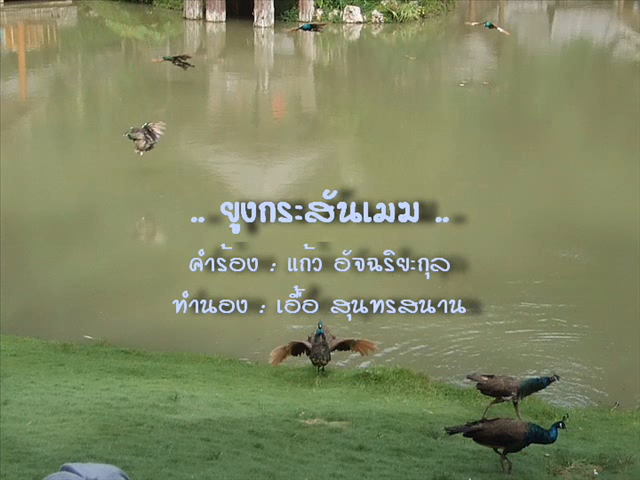 .. ยูงกระสันเมฆ ..
คำร้อง : แก้ว อัจฉริยะกุล
ทำนอง : เอื้อ สุนทรสนาน